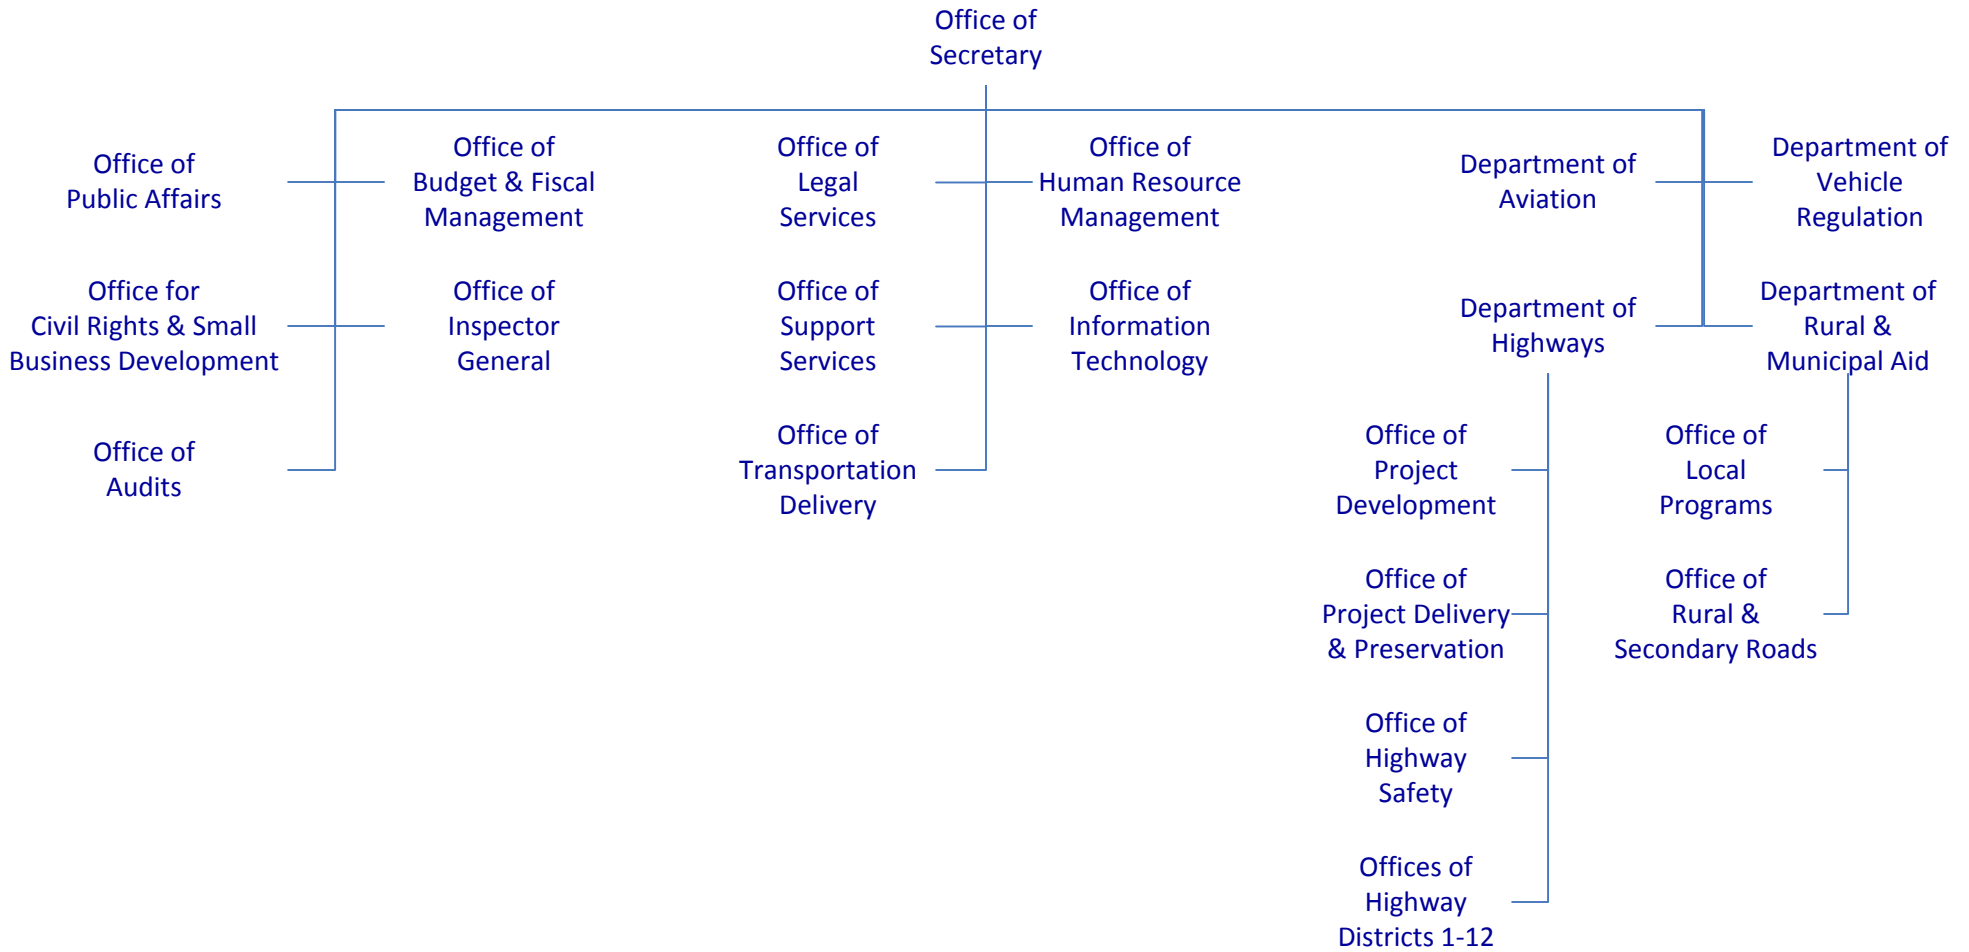 Office of
Secretary
Office of
Public Affairs
Office of
Budget & Fiscal
Management
Office of
Legal
Services
Office of
Human Resource
Management
Department of
Aviation
Department of
Vehicle
Regulation
Office for
Civil Rights & Small
Business Development
Office of
Inspector
General
Office of
Support
Services
Office of
Information
Technology
Department of
Highways
Department of
Rural &
Municipal Aid
Office of
Audits
Office of
Transportation
Delivery
Office of
Project
Development
Office of
Local
Programs
Office of
Project Delivery
& Preservation
Office of
Rural &
Secondary Roads
Office of
Highway
Safety
Offices of
Highway
Districts 1-12